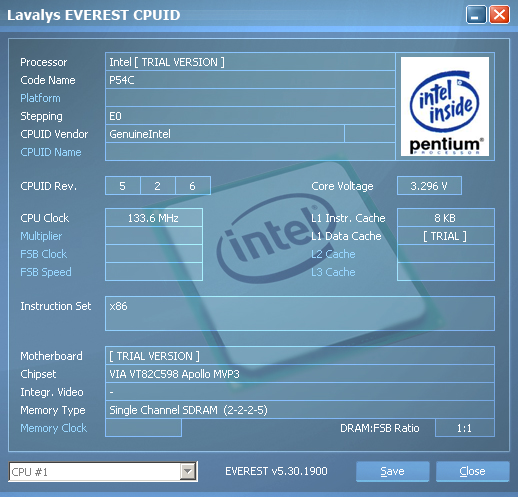 Lavalys EVEREST CPUID
Processor Intel [ TRIAL VERSION ]
Code Name P54C
Platform
Stepping E0
CPUID Vendor GenuineIntel
CPUID Name
intel inside
pentium®
PROCESSOR
CPUID Rev. 5 2 6 Core Voltage 3.296 V
CPU Clock 133.6 MHz L1 Instr. Cache 8 KB
Multiplier L1 Data Cache [ TRIAL ]
FSB Clock L2 Cache
FSB Speed L3 Cache
intel
Instruction Set x86
Motherboard [ TRIAL VERSION ]
Chipset VIA VT82C598 Apollo MVP3
Integr. Video -
Memory Type Single Channel SDRAM (2-2-2-5)
Memory Clock DRAM:FSB Ratio 1:1
CPU #1 EVEREST v5.30.1900 Save Close